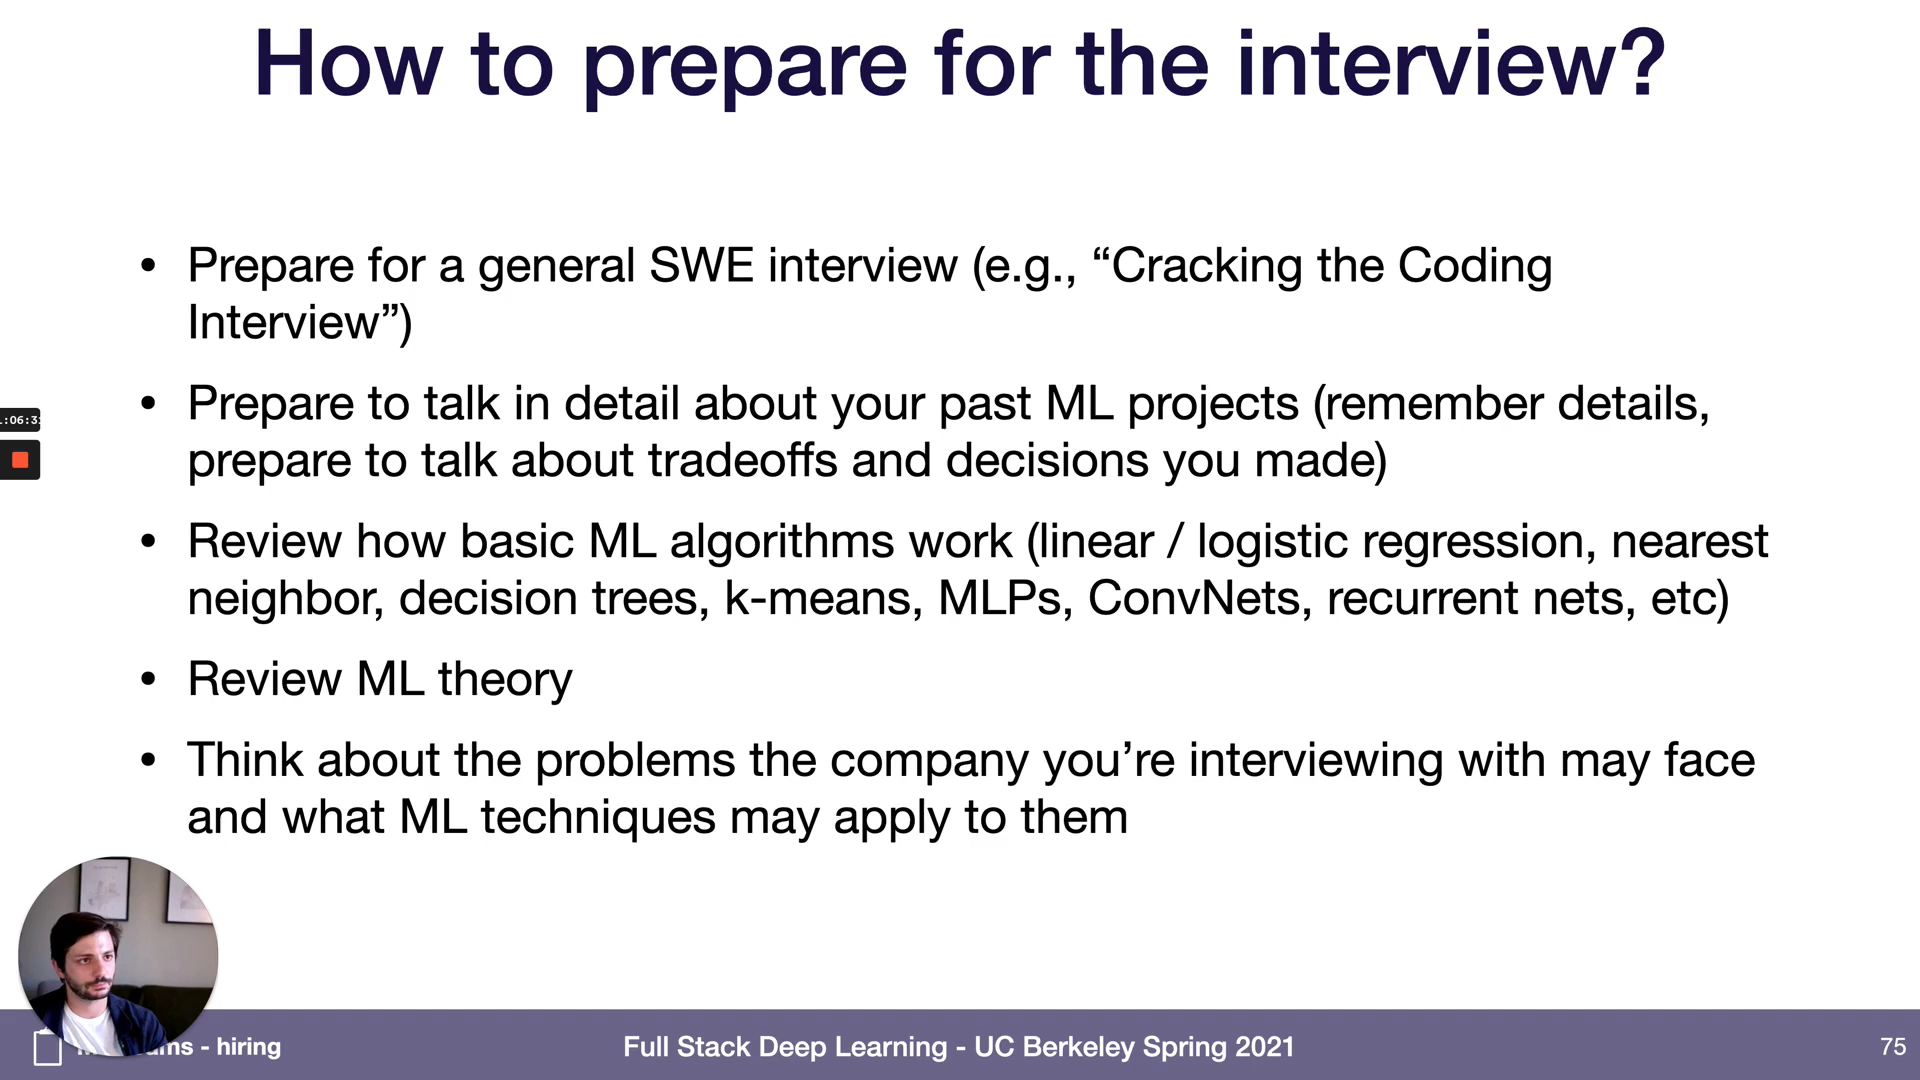 How to prepare for the interview?
• Prepare for a general SWE interview (e.g., “Cracking the Coding
Interview”)
• Prepare to talk in detail about your past ML projects (remember details,
prepare to talk about tradeoffs and decisions you made)
• Review how basic ML algorithms work (linear / logistic regression, nearest
neighbor, decision trees, k-means, MLPs, ConvNets, recurrent nets, etc)
• Review ML theory
• Think about the problems the company you’re interviewing with may face
and what ML techniques may apply to them
- hiring
Full Stack Deep Learning - UC Berkeley Spring 2021
75